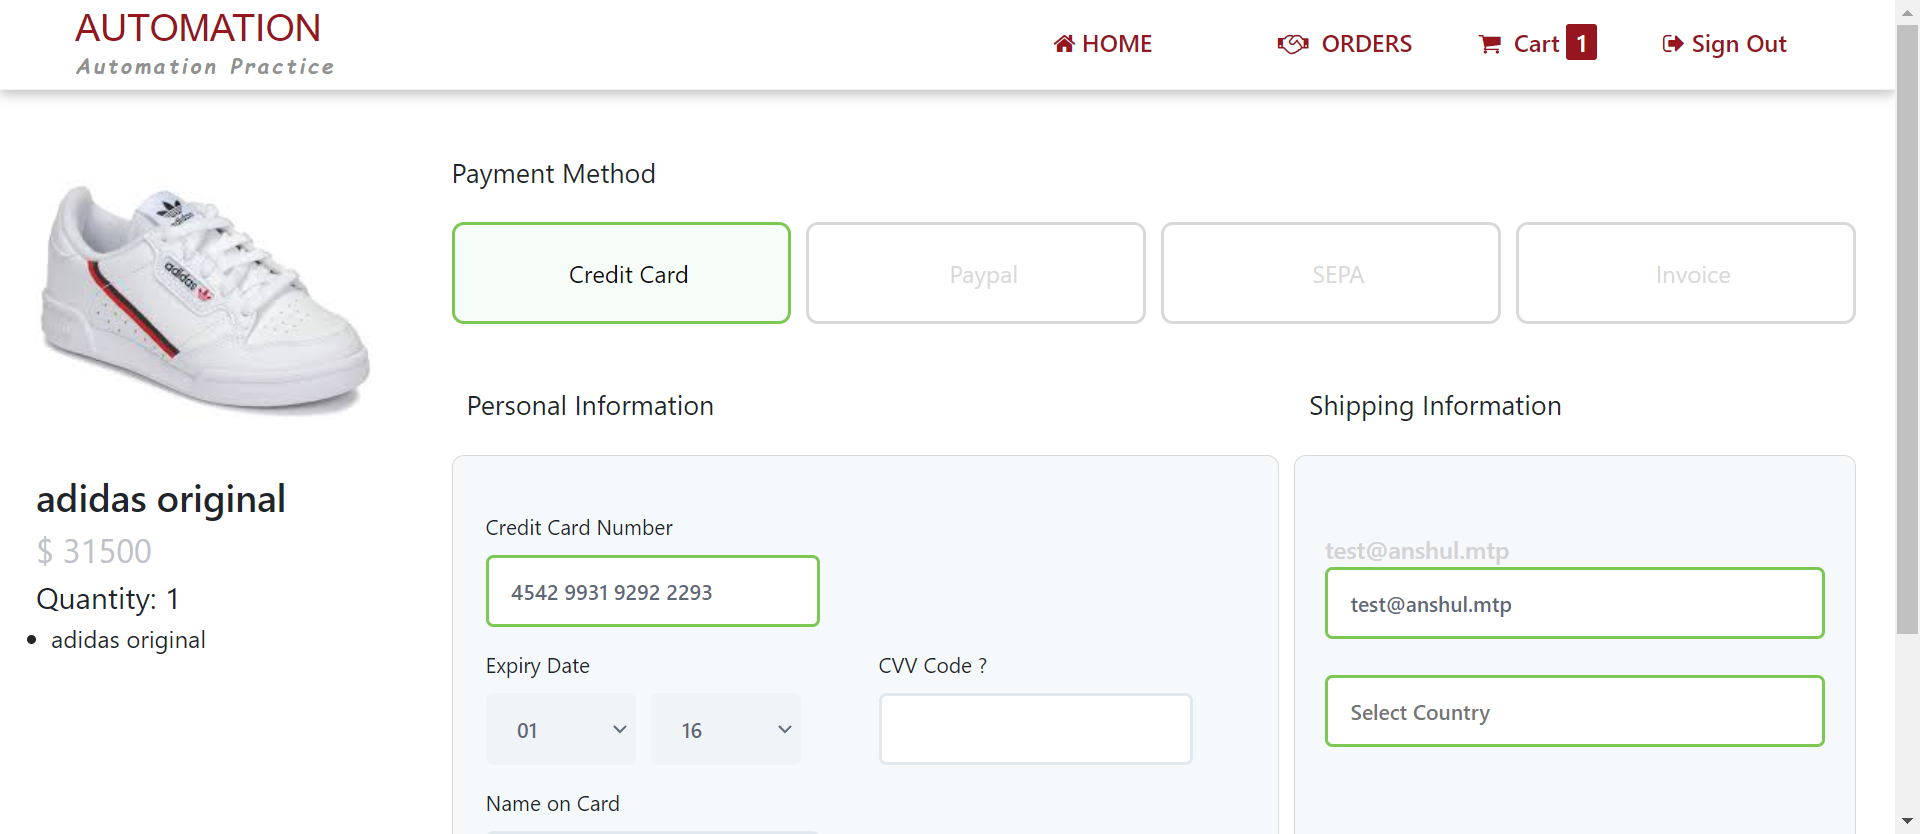 AUTOMATION
Automation Practice
HOME
ORDERS
Cart 1
Sign Out
adidas
adidas
Payment Method
Credit Card
Paypal
SEPA
Invoice
Personal Information
Shipping Information
adidas original
$ 31500
Quantity: 1
adidas original
Credit Card Number
4542 9931 9292 2293
Expiry Date
01
16
CVV Code ?
Name on Card
test@anshul.mtp
test@anshul.mtp
Select Country